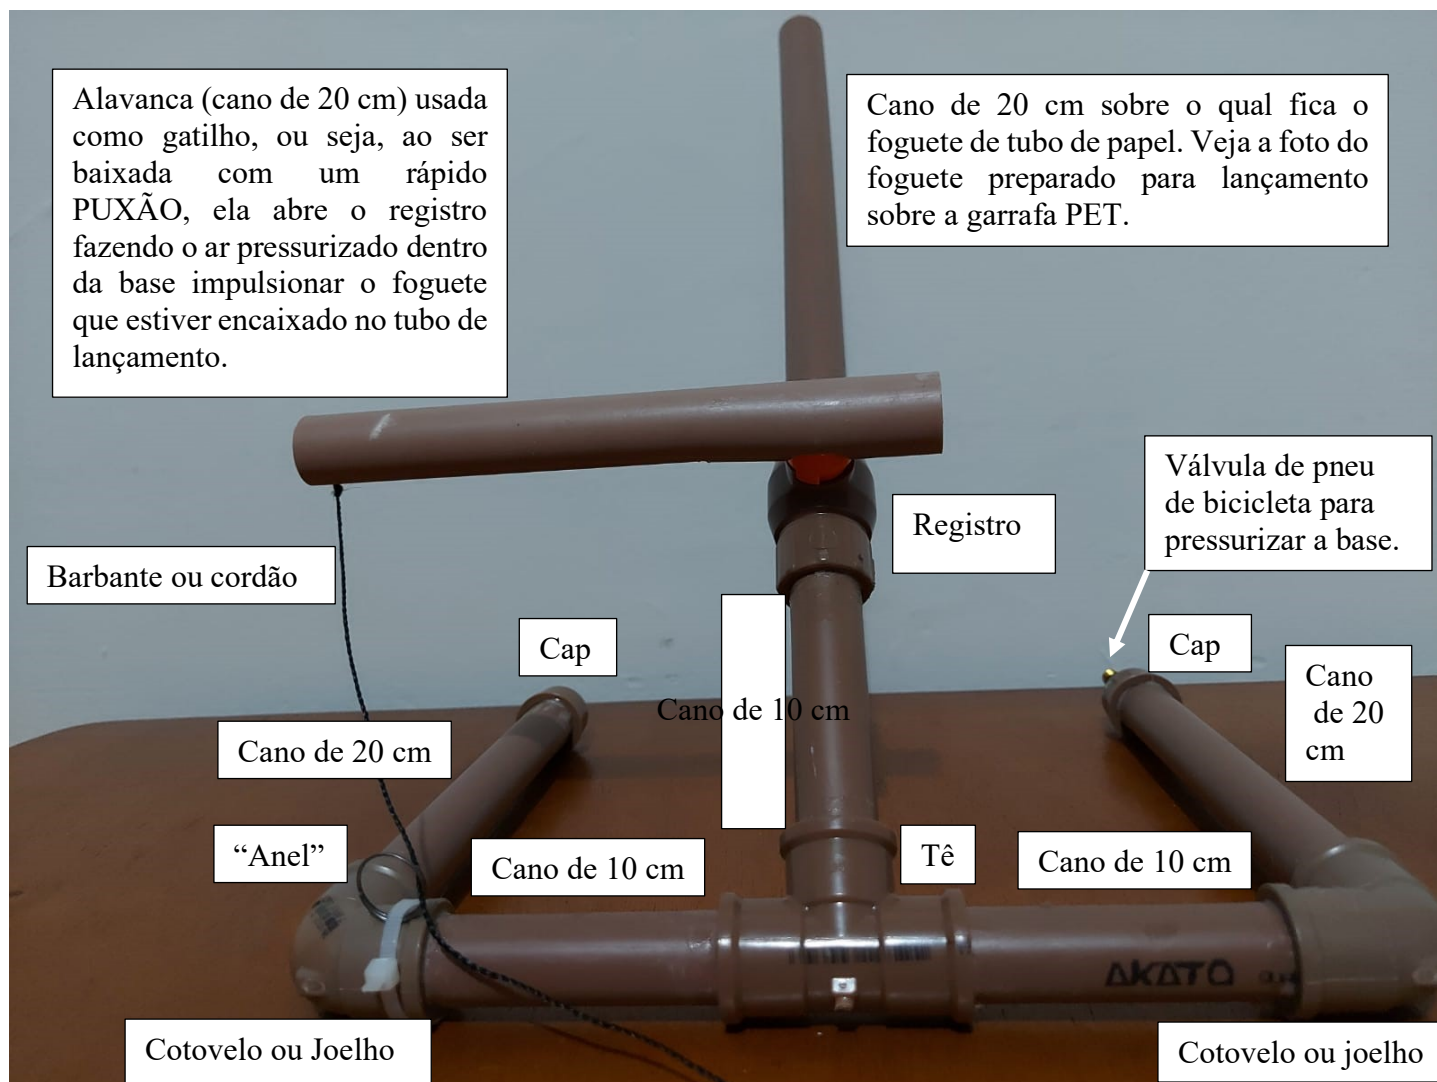 Alavanca (cano de 20 cm) usada
como gatilho, ou seja, ao ser
baixada com um rápido
PUXÃO, ela abre o registro
fazendo o ar pressurizado dentro
da base impulsionar o foguete
que estiver encaixado no tubo de
lançamento.
Cano de 20 cm sobre o qual fica o
foguete de tubo de papel. Veja a foto do
foguete preparado para lançamento
sobre a garrafa PET.
Válvula de pneu
de bicicleta para
pressurizar a base.
Registro
Barbante ou cordão
Cap
Cap
Cano
de 20
cm
Cano de 10 cm
Cano de 20 cm
“Anel”
Cano de 10 cm
Tê
Cano de 10 cm
AKATO
Cotovelo ou Joelho
Cotovelo ou joelho